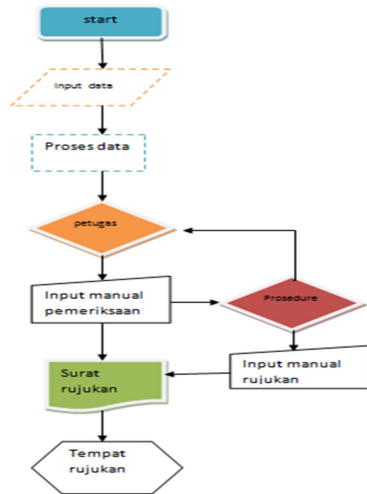 start
Input data
Proses data
petugas
Input manual
pemeriksaan
Prosedure
Surat
rujukan
Input manual
rujukan
Tempat
rujukan